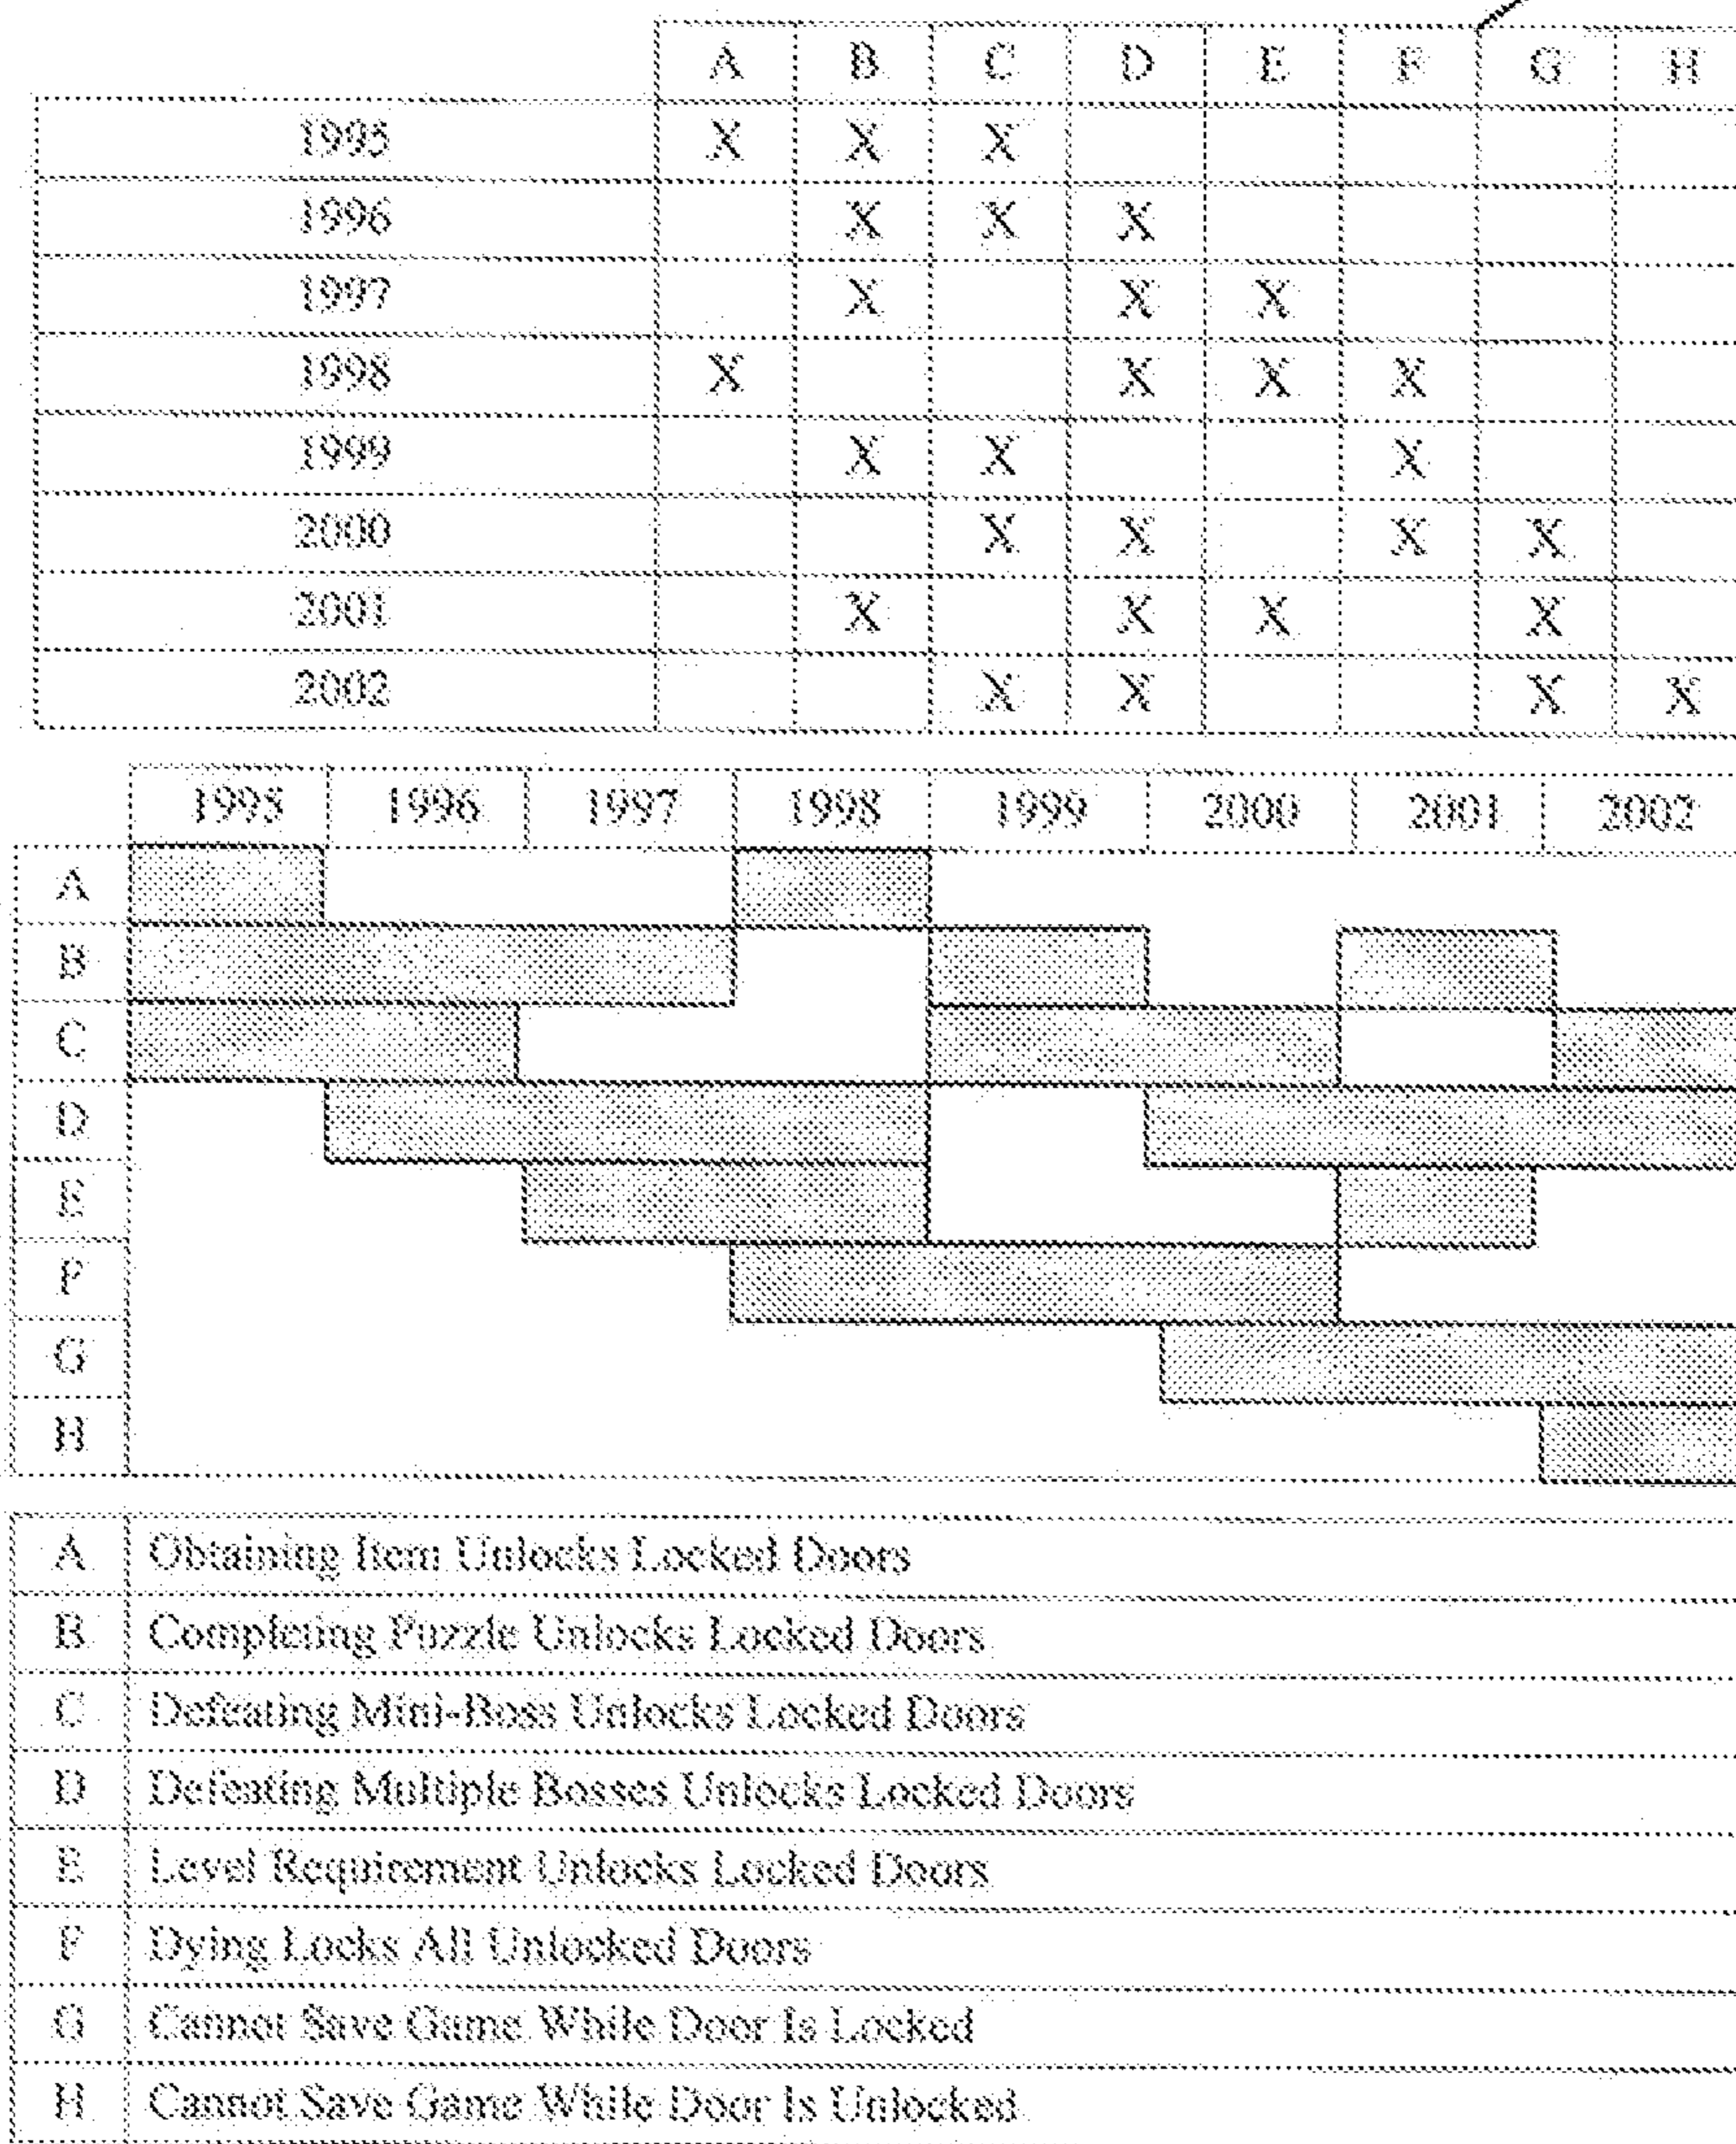 A B C D E F G H
1995 X X X
1996 X X X
1997 X X X
1998 X X X X
1999 X X X
2000 X X X X
2001 X X X X
2002 X X X X
1995 1996 1997 1998 1999 2000 2001 2002
A
B
C
D
E
F
G
H
A Obtaining Item Unlocks Locked Doors
B Completing Puzzle Unlocks Locked Doors
C Defeating Mini-Boss Unlocks Locked Doors
D Defeating Multiple Bosses Unlocks Locked Doors
E Level Requirement Unlocks Locked Doors
F Dying Locks All Unlocked Doors
G Cannot Save Game While Door Is Locked
H Cannot Save Game While Door Is Unlocked